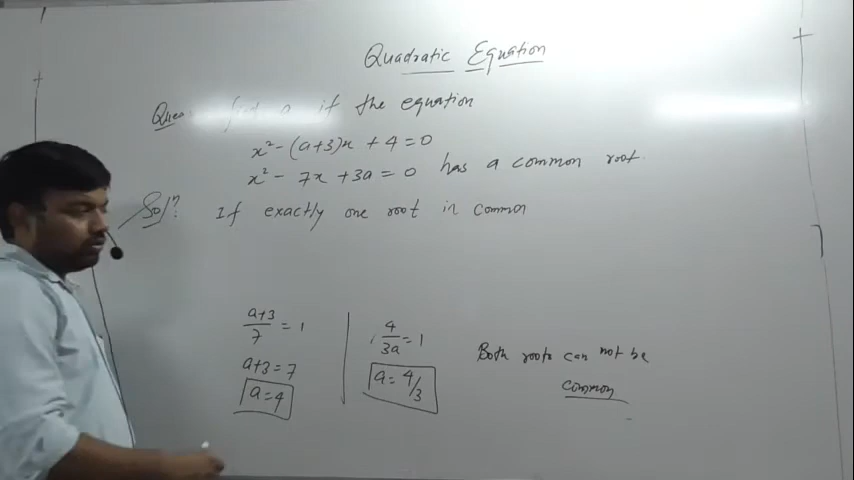 Quadratic Equation
Ques: Find a if the equation
x² - (a+3)x + 4 = 0
x² - 7x + 3a = 0 has a common root.
Solⁿ: If exactly one root in common
a+3/7 = 1
a+3 = 7
a = 4
4/3a = 1
a = 4/3
Both roots can not be
common